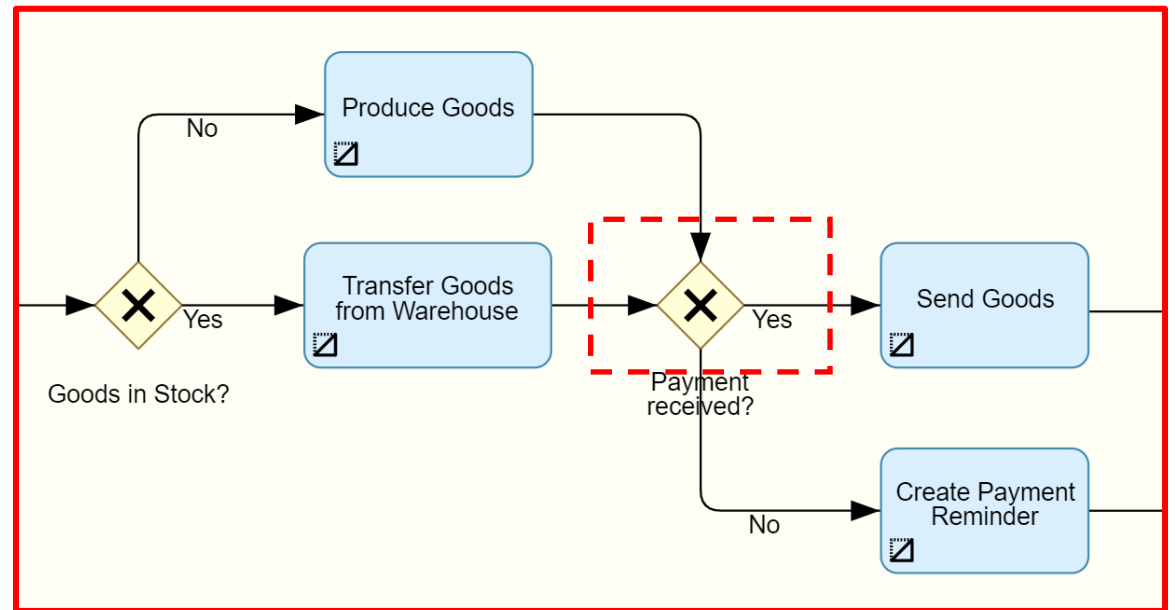 Produce Goods
No
Transfer Goods
from Warehouse
Yes
Goods in Stock?
Send Goods
Yes
Payment
received?
Create Payment
Reminder
No